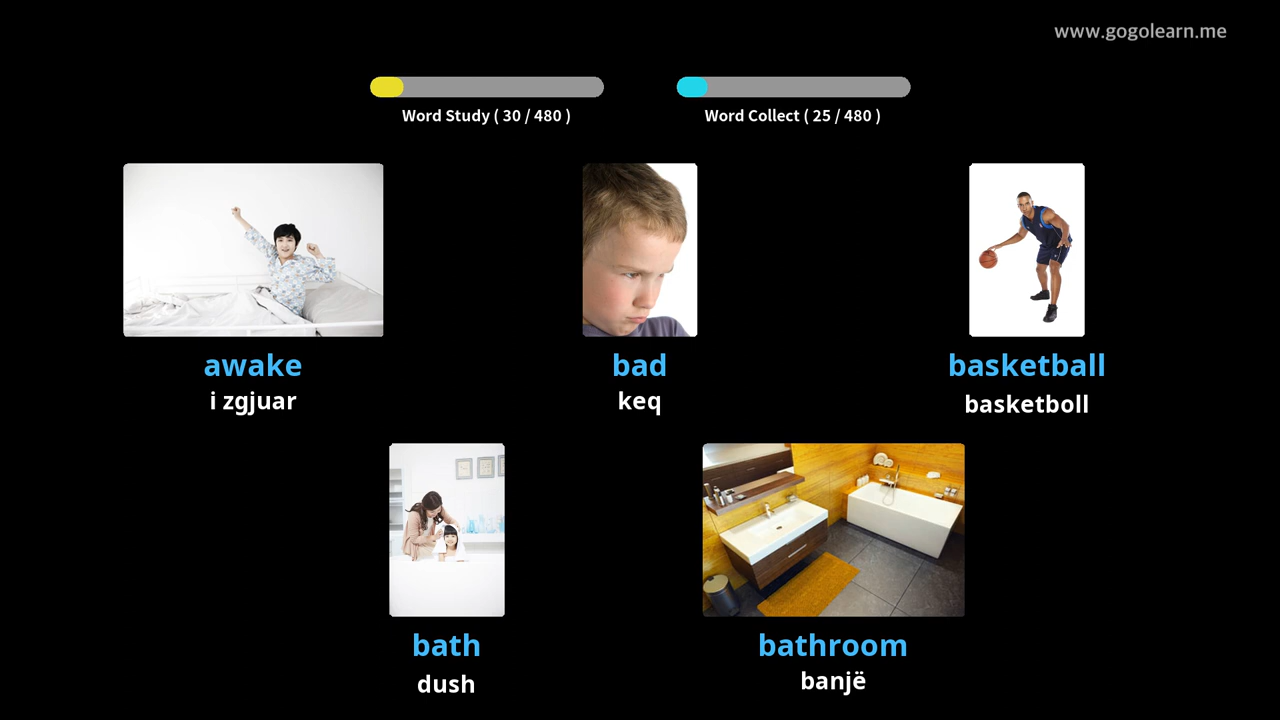 www.gogolearn.me
Word Study ( 30 / 480 )
Word Collect ( 25 / 480 )
awake
i zgjuar
bad
keq
basketball
basketboll
bath
dush
bathroom
banjë